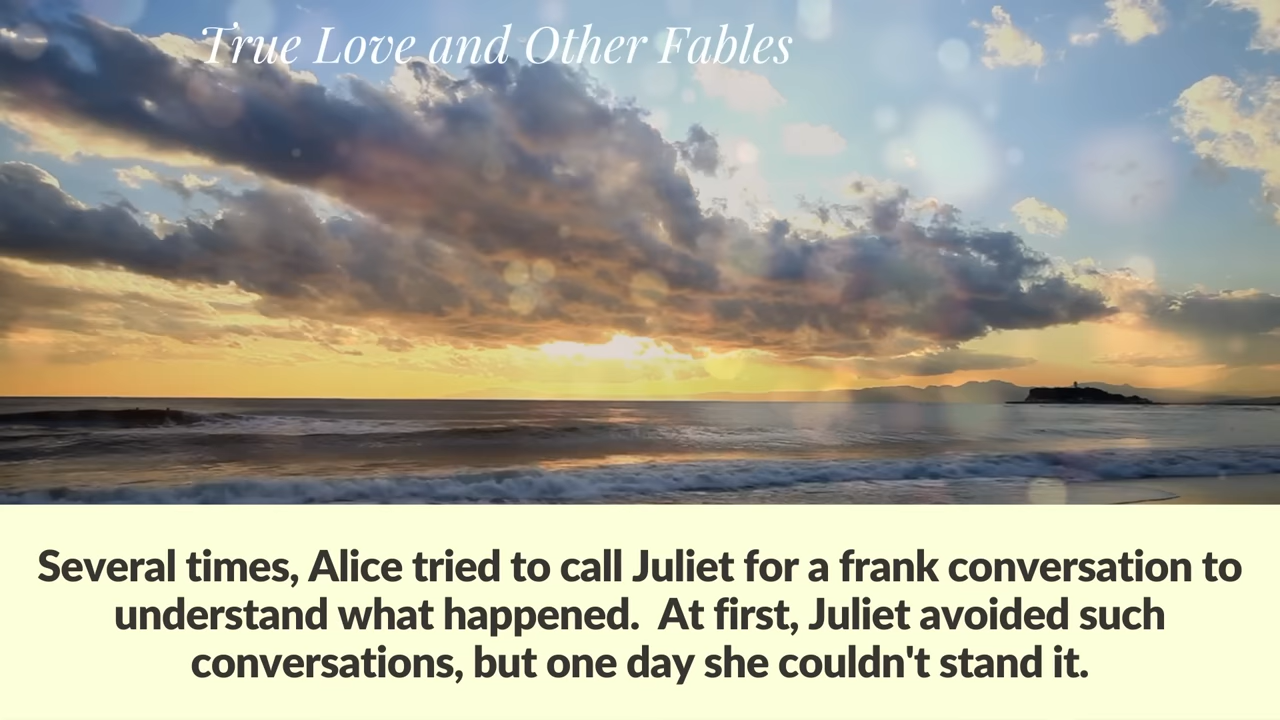 True Love and Other Fables
Several times, Alice tried to call Juliet for a frank conversation to
understand what happened.  At first, Juliet avoided such
conversations, but one day she couldn't stand it.